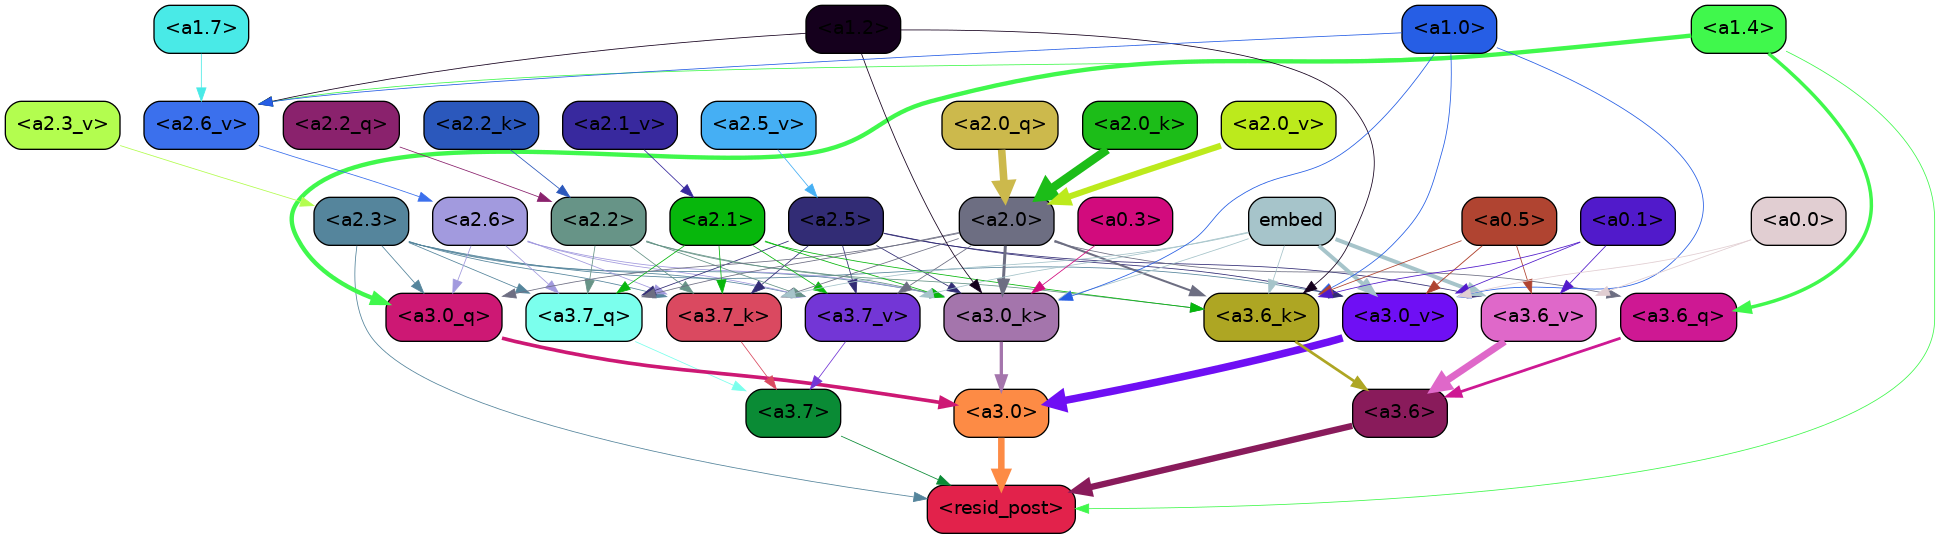 <a1.7>
<a1.2>
<a1.0>
<a1.4>
<a2.3_v>
<a2.6_v>
<a2.2_q>
<a2.2_k>
<a2.1_v>
<a2.5_v>
<a2.0_q>
<a2.0_k>
<a2.0_v>
<a2.3>
<a2.6>
<a2.2>
<a2.1>
<a2.5>
<a2.0>
<a0.3>
embed
<a0.5>
<a0.1>
<a0.0>
<a3.0_q>
<a3.7_q>
<a3.7_k>
<a3.7_v>
<a3.0_k>
<a3.6_k>
<a3.0_v>
<a3.6_v>
<a3.6_q>
<a3.7>
<a3.0>
<a3.6>
<resid_post>